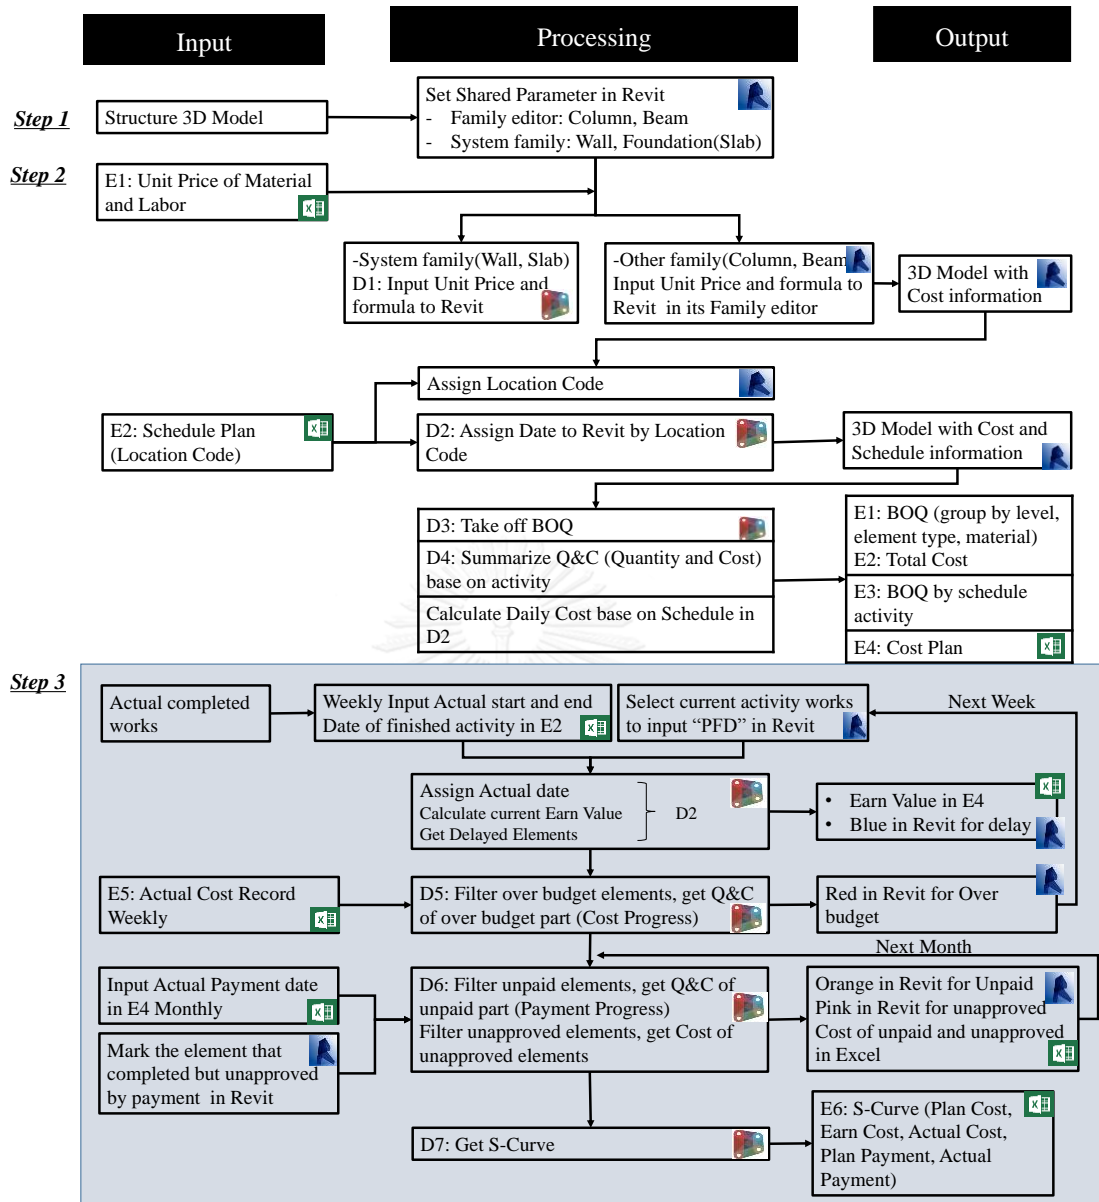 Input
Processing
Output
Step 1
Structure 3D Model
Set Shared Parameter in Revit
- Family editor: Column, Beam
- System family: Wall, Foundation(Slab)
Step 2
E1: Unit Price of Material
and Labor
-System family(Wall, Slab)
D1: Input Unit Price and
formula to Revit
-Other family(Column, Beam
Input Unit Price and formula to
Revit in its Family editor
3D Model with
Cost information
Assign Location Code
E2: Schedule Plan
(Location Code)
D2: Assign Date to Revit by Location
Code
3D Model with Cost and
Schedule information
D3: Take off BOQ
D4: Summarize Q&C (Quantity and Cost)
base on activity
Calculate Daily Cost base on Schedule in
D2
E1: BOQ (group by level,
element type, material)
E2: Total Cost
E3: BOQ by schedule
activity
E4: Cost Plan
Step 3
Actual completed
works
Weekly Input Actual start and end
Date of finished activity in E2
Select current activity works
to input “PFD” in Revit
Next Week
Assign Actual date
Calculate current Earn Value
Get Delayed Elements
D2
• Earn Value in E4
• Blue in Revit for delay
E5: Actual Cost Record
Weekly
D5: Filter over budget elements, get Q&C
of over budget part (Cost Progress)
Red in Revit for Over
budget
Next Month
Input Actual Payment date
in E4 Monthly
Mark the element that
completed but unapproved
by payment in Revit
D6: Filter unpaid elements, get Q&C of
unpaid part (Payment Progress)
Filter unapproved elements, get Cost of
unapproved elements
Orange in Revit for Unpaid
Pink in Revit for unapproved
Cost of unpaid and unapproved
in Excel
D7: Get S-Curve
E6: S-Curve (Plan Cost,
Earn Cost, Actual Cost,
Plan Payment, Actual
Payment)